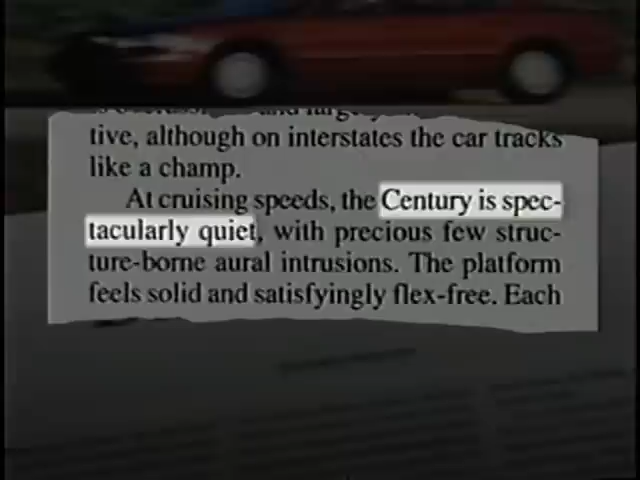 tive, although on interstates the car tracks
like a champ.
At cruising speeds, the Century is spec-
tacularly quiet, with precious few struc-
ture-borne aural intrusions. The platform
feels solid and satisfyingly flex-free. Each